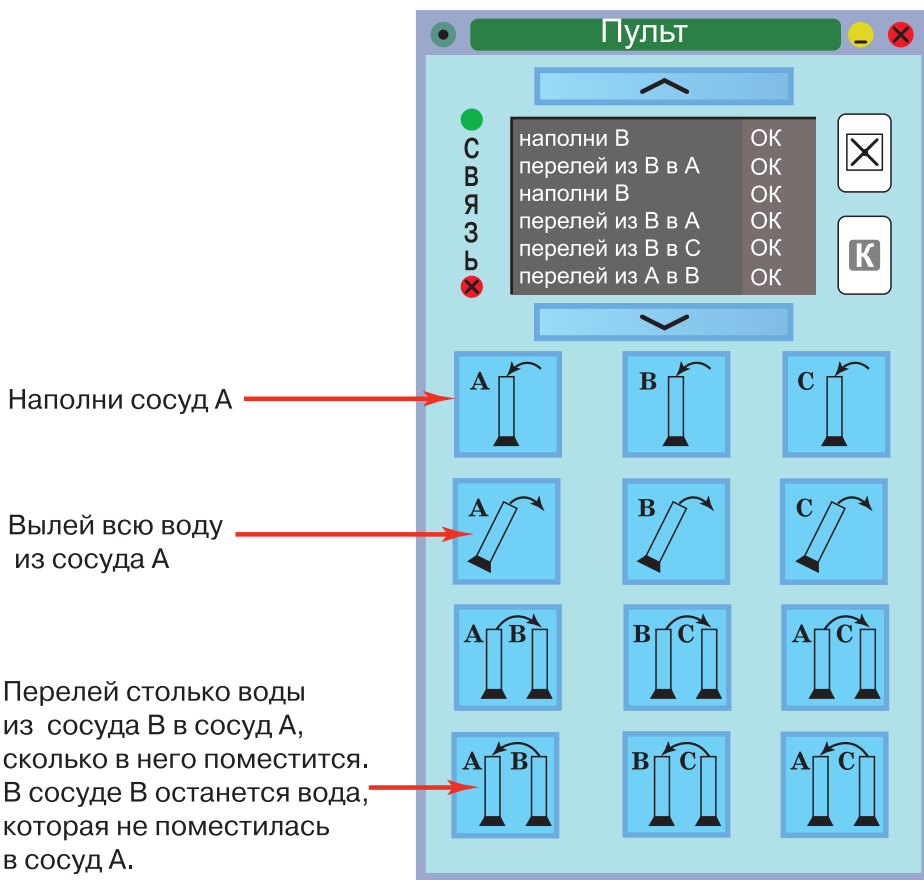 Пульт
СВЯЗЬ
наполни В ОК
перелей из В в А ОК
наполни В ОК
перелей из В в А ОК
перелей из В в С ОК
перелей из А в В ОК
К
Наполни сосуд А
A
B
C
Вылей всю воду
из сосуда А
A
B
C
A B
B C
A C
Перелей столько воды
из сосуда В в сосуд А,
сколько в него поместится.
В сосуде В останется вода,
которая не поместилась
в сосуд А.
A B
B C
A C